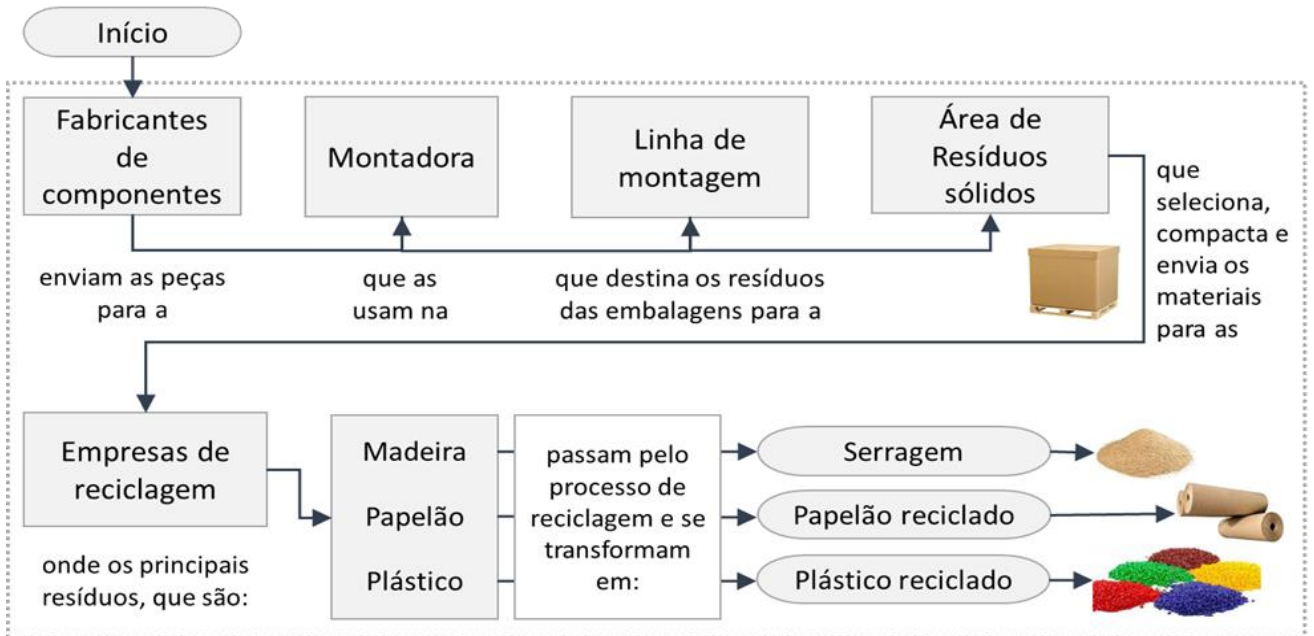 Início
Fabricantes
de
componentes
Montadora
Linha de
montagem
Área de
Resíduos
sólidos
que
seleciona,
compacta e
envia os
materiais
para as
enviam as peças
para a
que as
usam na
que destina os resíduos
das embalagens para a
Empresas de
reciclagem
onde os principais
resíduos, que são:
Madeira
Papelão
Plástico
passam pelo
processo de
reciclagem e se
transformam
em:
Serragem
Papelão reciclado
Plástico reciclado